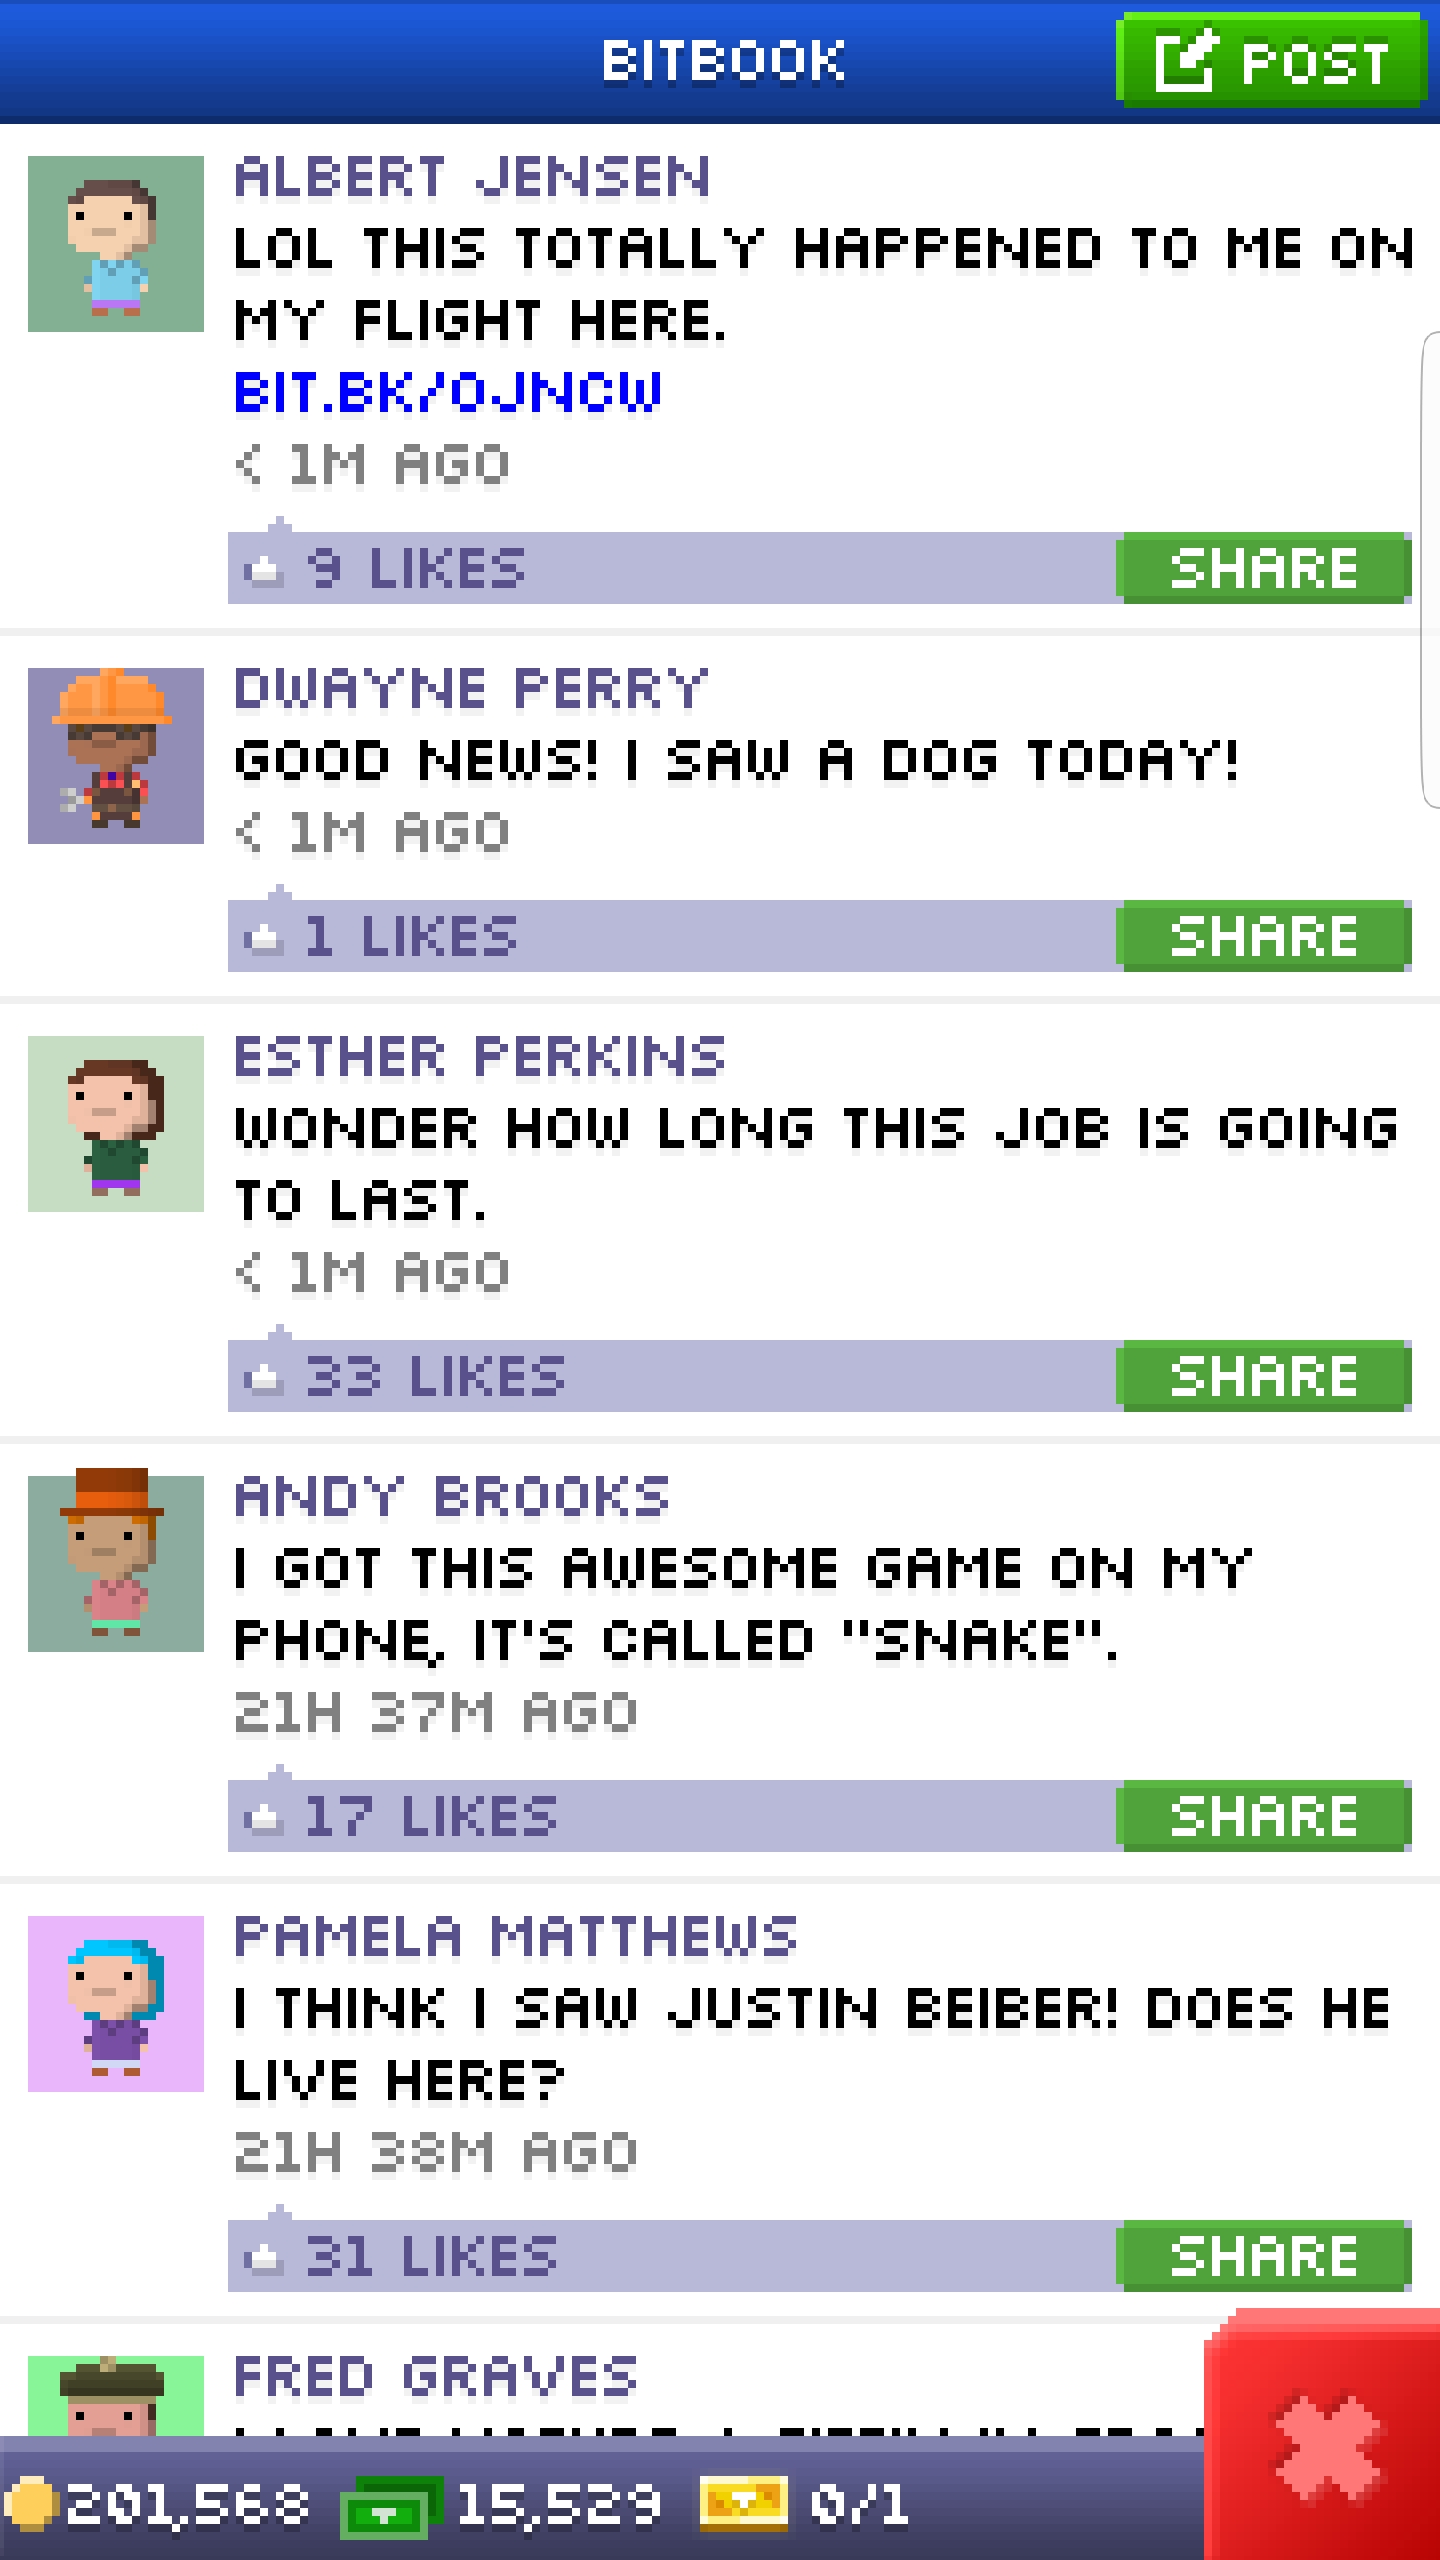 BITBOOK
POST
ALBERT JENSEN
LOL THIS TOTALLY HAPPENED TO ME ON
MY FLIGHT HERE.
BIT.BK/OJNCW
< 1M AGO
9 LIKES
SHARE
DWAYNE PERRY
GOOD NEWS! I SAW A DOG TODAY!
< 1M AGO
1 LIKES
SHARE
ESTHER PERKINS
WONDER HOW LONG THIS JOB IS GOING
TO LAST.
< 1M AGO
33 LIKES
SHARE
ANDY BROOKS
I GOT THIS AWESOME GAME ON MY
PHONE, IT'S CALLED "SNAKE".
21H 37M AGO
17 LIKES
SHARE
PAMELA MATTHEWS
I THINK I SAW JUSTIN BEIBER! DOES HE
LIVE HERE?
21H 38M AGO
31 LIKES
SHARE
FRED GRAVES
201,568
15,529
0/1